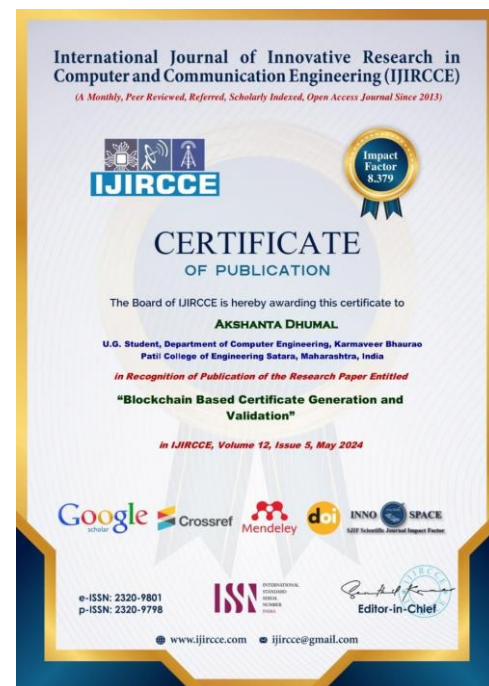 International Journal of Innovative Research in
Computer and Communication Engineering (IJIRCCE)
(A Monthly, Peer Reviewed, Referred, Scholarly Indexed, Open Access Journal Since 2013)
IJIRCCE
Impact
Factor
8.379
CERTIFICATE
OF PUBLICATION
The Board of IJIRCCE is hereby awarding this certificate to
AKSHANTA DHUMAL
U.G. Student, Department of Computer Engineering, Karmaveer Bhaurao
Patil College of Engineering Satara, Maharashtra, India
in Recognition of Publication of the Research Paper Entitled
“Blockchain Based Certificate Generation and
Validation”
in IJIRCCE, Volume 12, Issue 5, May 2024
Google
scholar
Crossref
Mendeley
doi
INNO SPACE
SJIF Scientific Journal Impact Factor
e-ISSN: 2320-9801
p-ISSN: 2320-9798
ISSN
INTERNATIONAL
STANDARD
SERIAL
NUMBER
INDIA
Editor-in-Chief
www.ijircce.com ijircce@gmail.com